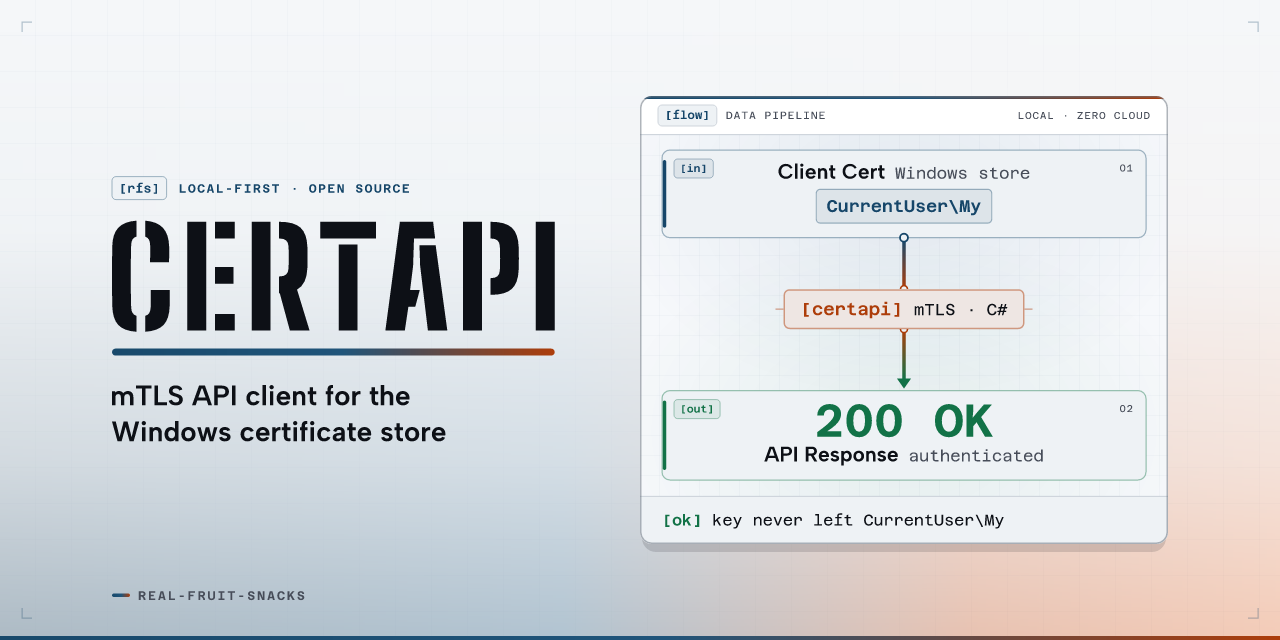 [rfs] LOCAL-FIRST · OPEN SOURCE
CERTAPI
mTLS API client for the
Windows certificate store
REAL-FRUIT-SNACKS
[flow] DATA PIPELINE LOCAL · ZERO CLOUD
[in] Client Cert Windows store 01
CurrentUser\My
[certapi] mTLS · C#
[out] 200 OK 02
API Response authenticated
[ok] key never left CurrentUser\My